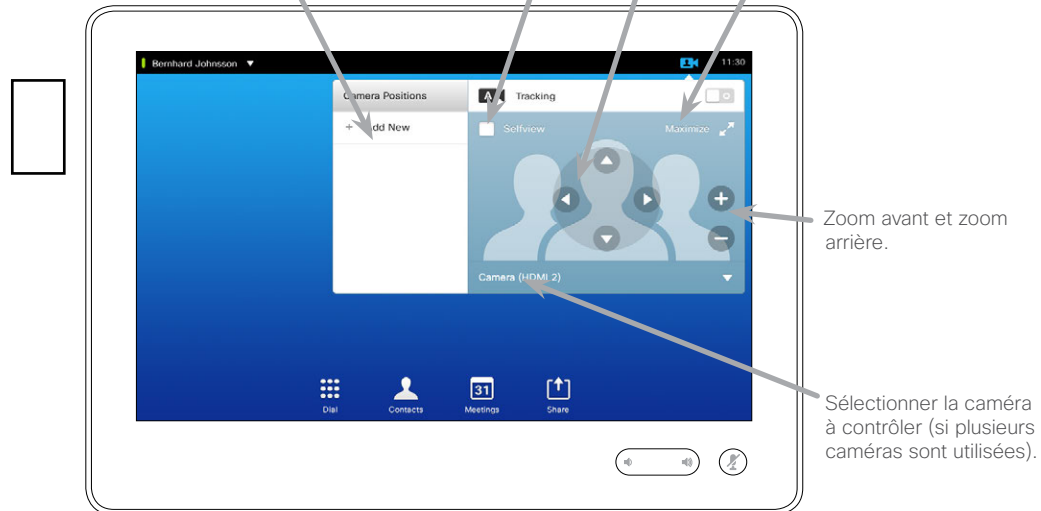 Bernhard Johnsson
11:30
Camera Positions
A
Tracking
+ Add New
Selfview
Maximize
Zoom avant et zoom
arrière.
Camera (HDMI 2)
31
Dial
Contacts
Meetings
Share
Sélectionner la caméra
à contrôler (si plusieurs
caméras sont utilisées).